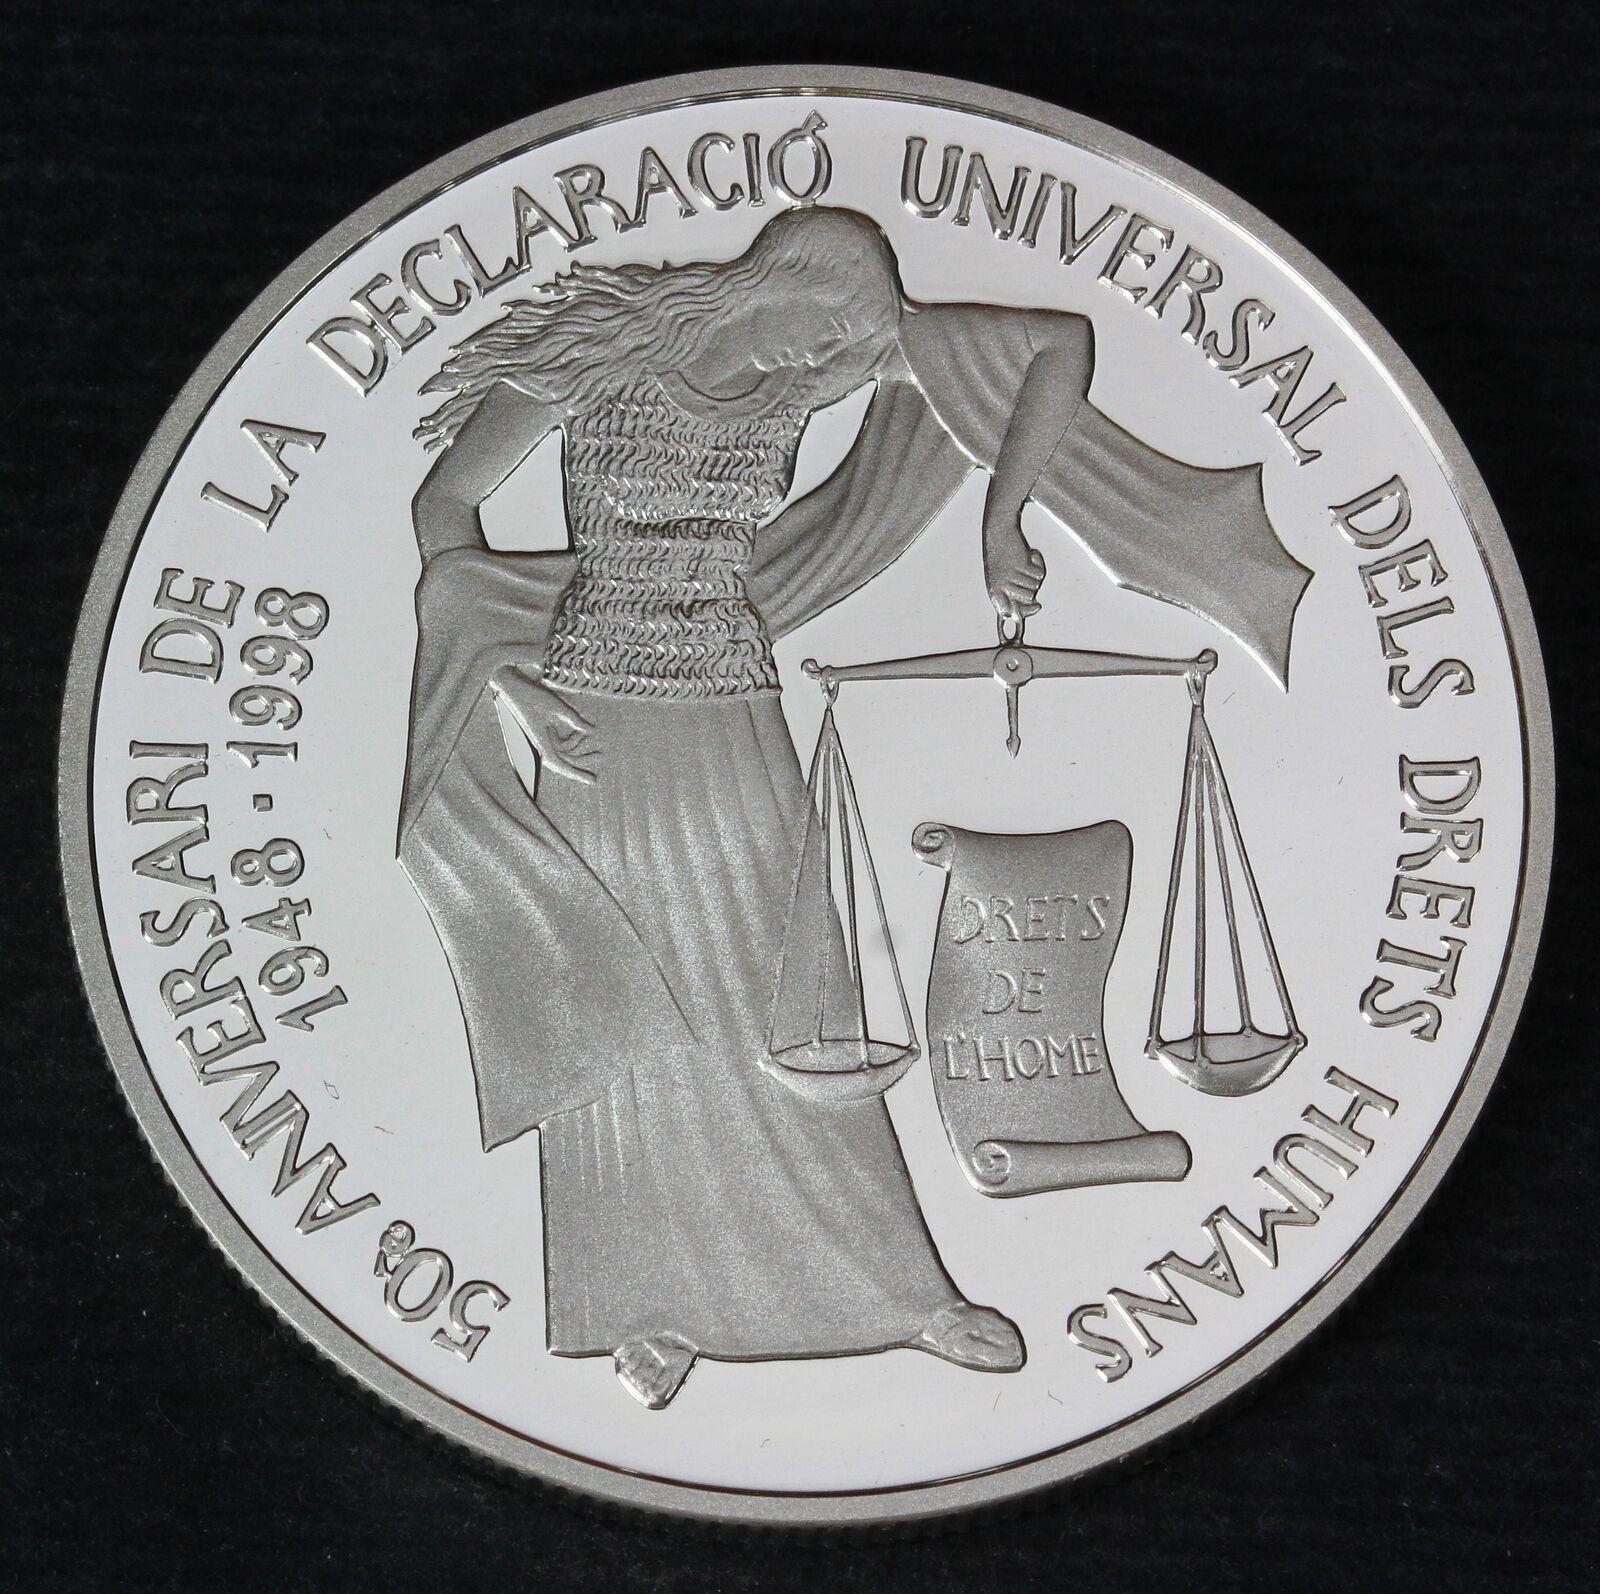 50è ANIVERSARI DE LA DECLARACIÓ UNIVERSAL DELS DRETS HUMANS
1948 · 1998
DRETS
DE
L'HOME